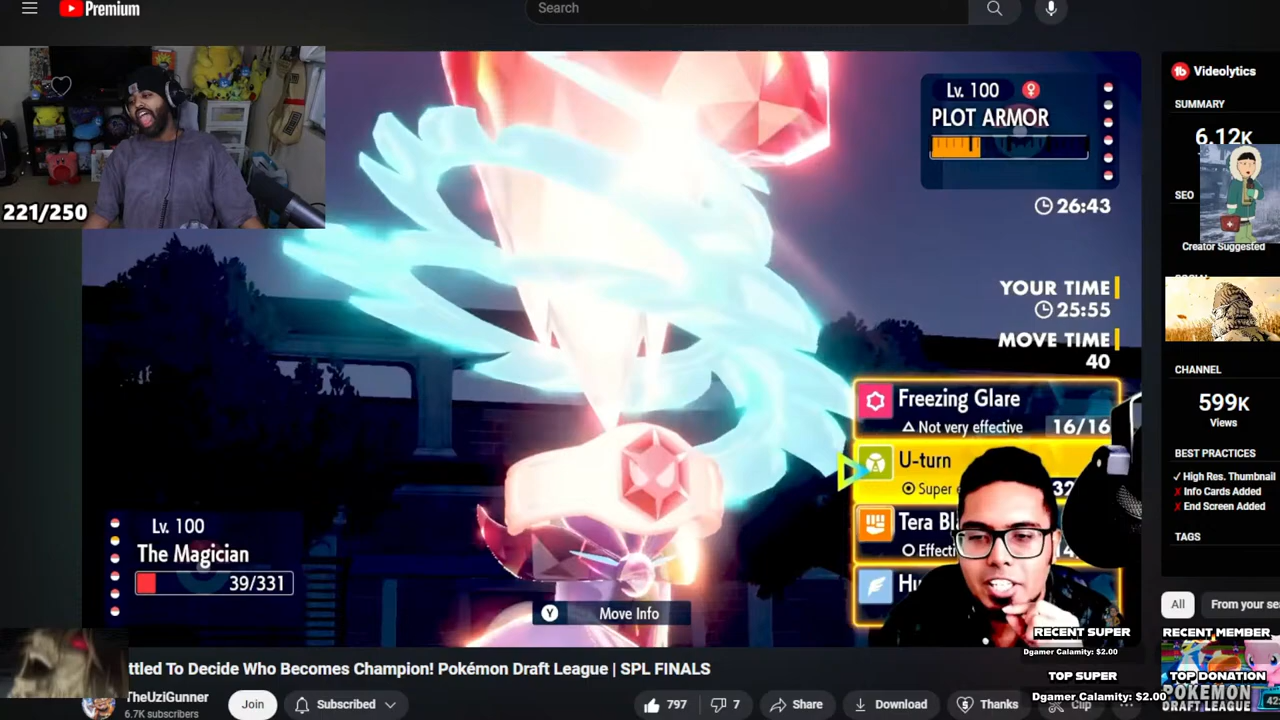 Premium
Search
221/250
Lv. 100
PLOT ARMOR
26:43
YOUR TIME
25:55
MOVE TIME
40
Freezing Glare
Not very effective 16/16
U-turn
Super
32
Tera Bl
Effecti
Hu
Move Info
Lv. 100
The Magician
39/331
Videolytics
SUMMARY
6.12K
SEO
Creator Suggested
CHANNEL
599K
Views
BEST PRACTICES
✓ High Res. Thumbnail
✗ Info Cards Added
✗ End Screen Added
TAGS
All
From your se
RECENT SUPER
Dgamer Calamity: $2.00
TOP SUPER
Dgamer Calamity: $2.00
RECENT MEMBER
TOP DONATION
POKEMON
DRAFT LEAGUE
42
ttled To Decide Who Becomes Champion! Pokémon Draft League | SPL FINALS
TheUziGunner
6.7K subscribers
Join
Subscribed
797
7
Share
Download
Thanks
Clip